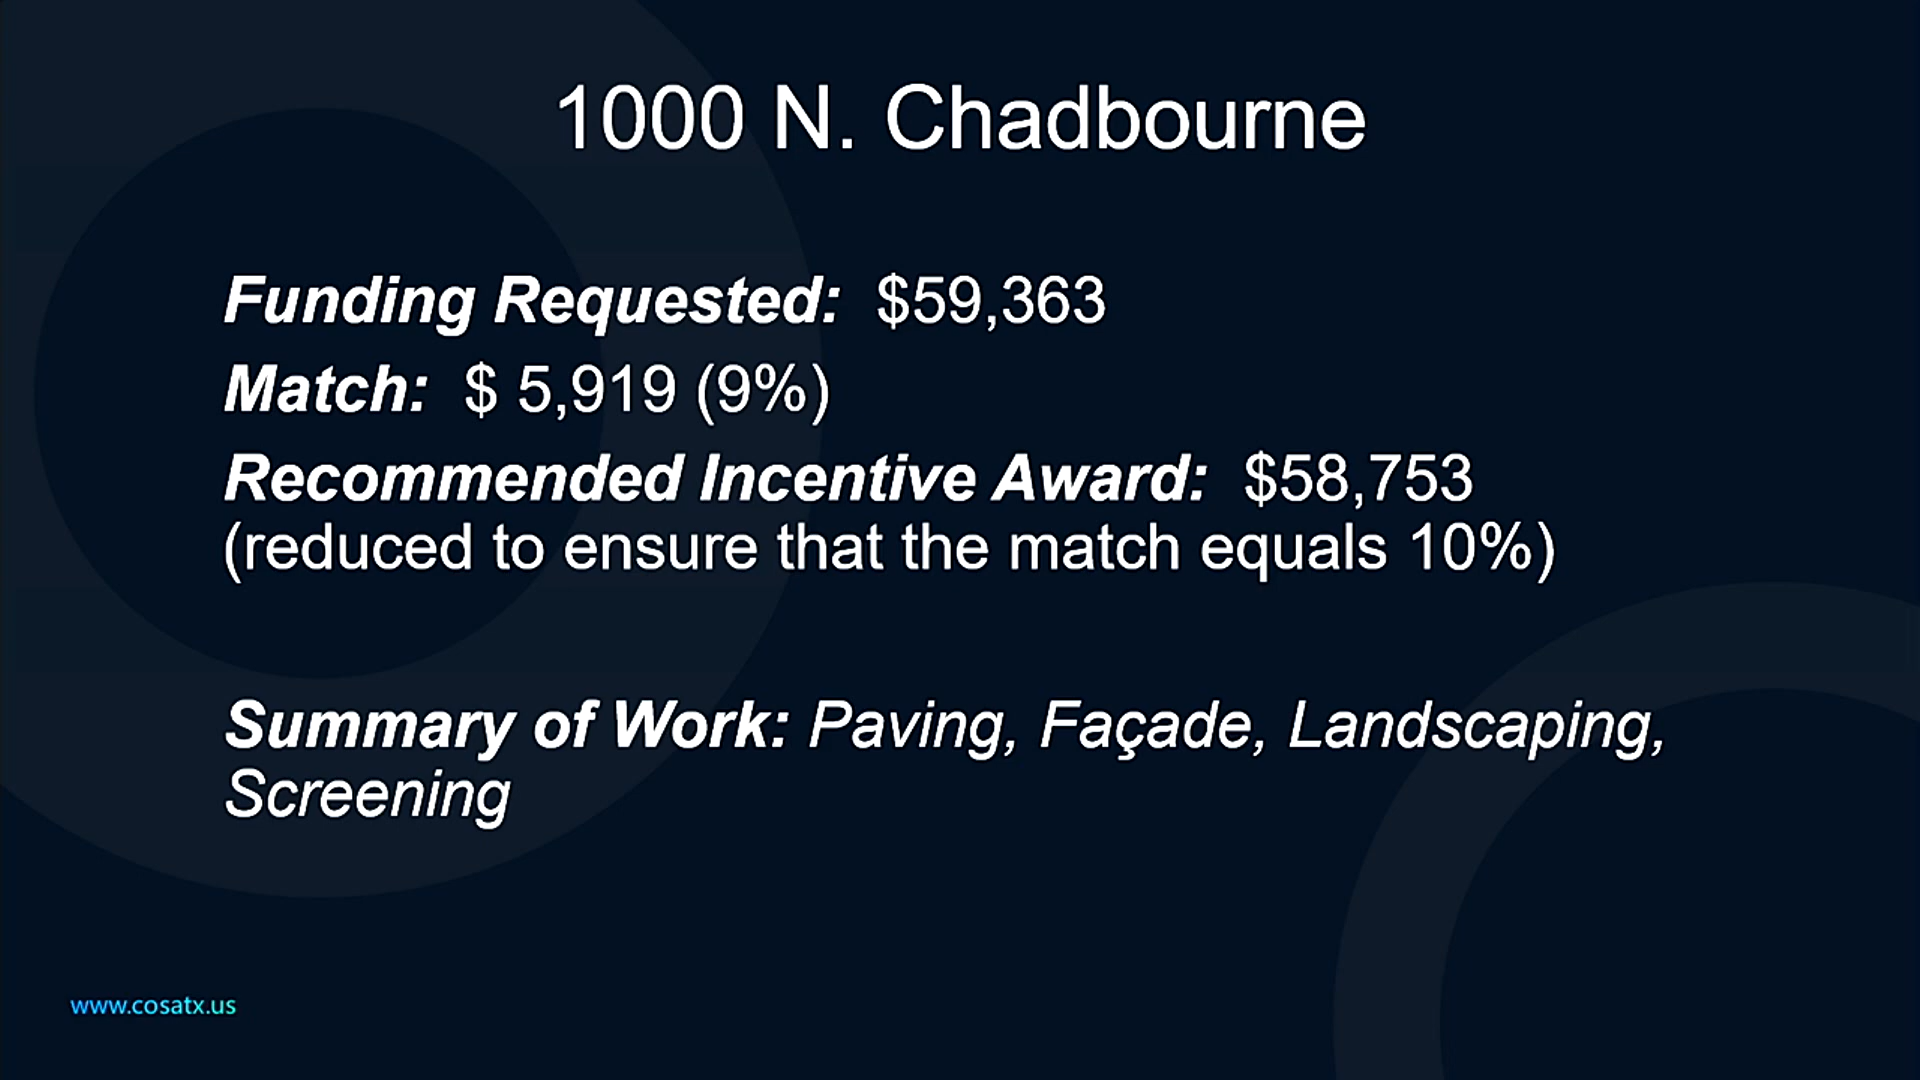 1000 N. Chadbourne
Funding Requested: $59,363
Match: $ 5,919 (9%)
Recommended Incentive Award: $58,753
(reduced to ensure that the match equals 10%)
Summary of Work: Paving, Façade, Landscaping,
Screening
www.cosatx.us